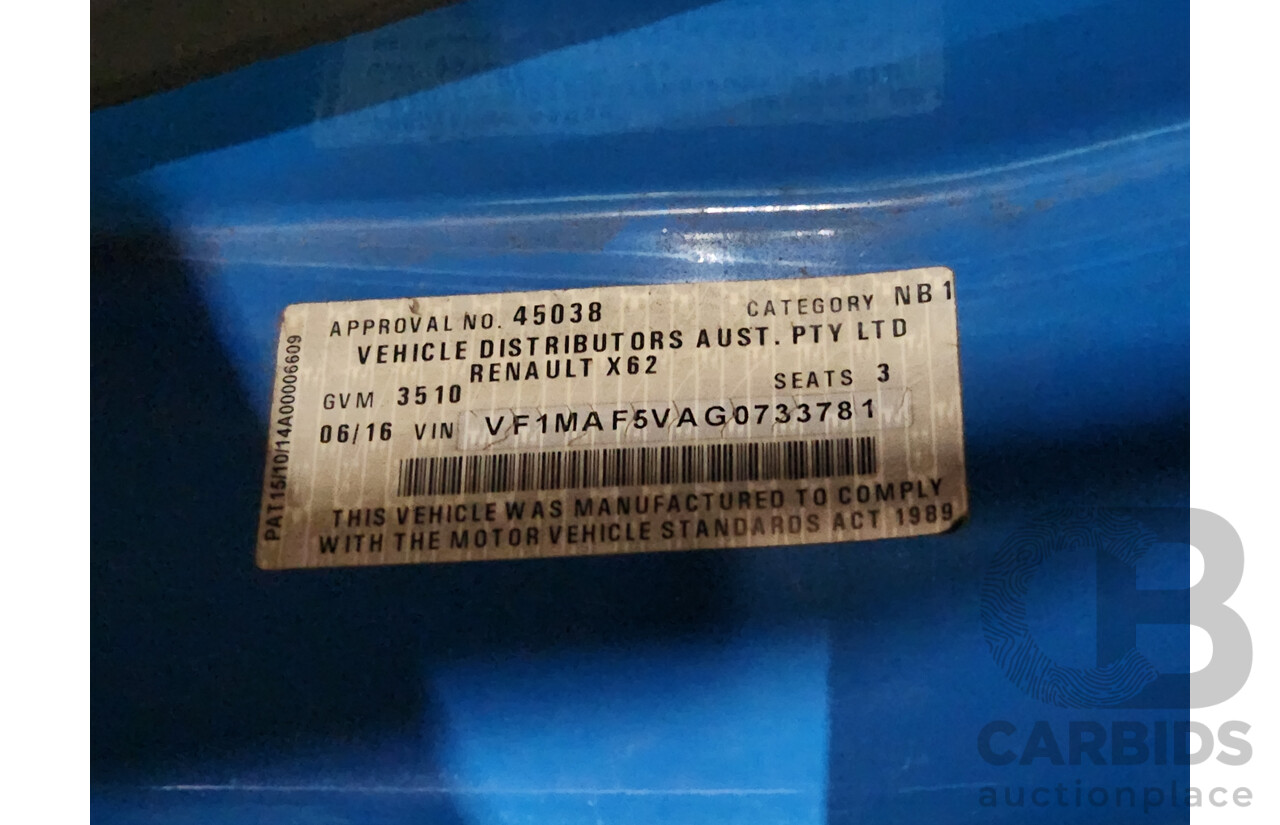 APPROVAL NO. 45038 CATEGORY NB1
VEHICLE DISTRIBUTORS AUST. PTY LTD
RENAULT X62
GVM 3510 SEATS 3
06/16 VIN VF1MAF5VAG0733781
THIS VEHICLE WAS MANUFACTURED TO COMPLY
WITH THE MOTOR VEHICLE STANDARDS ACT 1989
PAT15/10/14A00006609
CB
CARBIDS
auctionplace